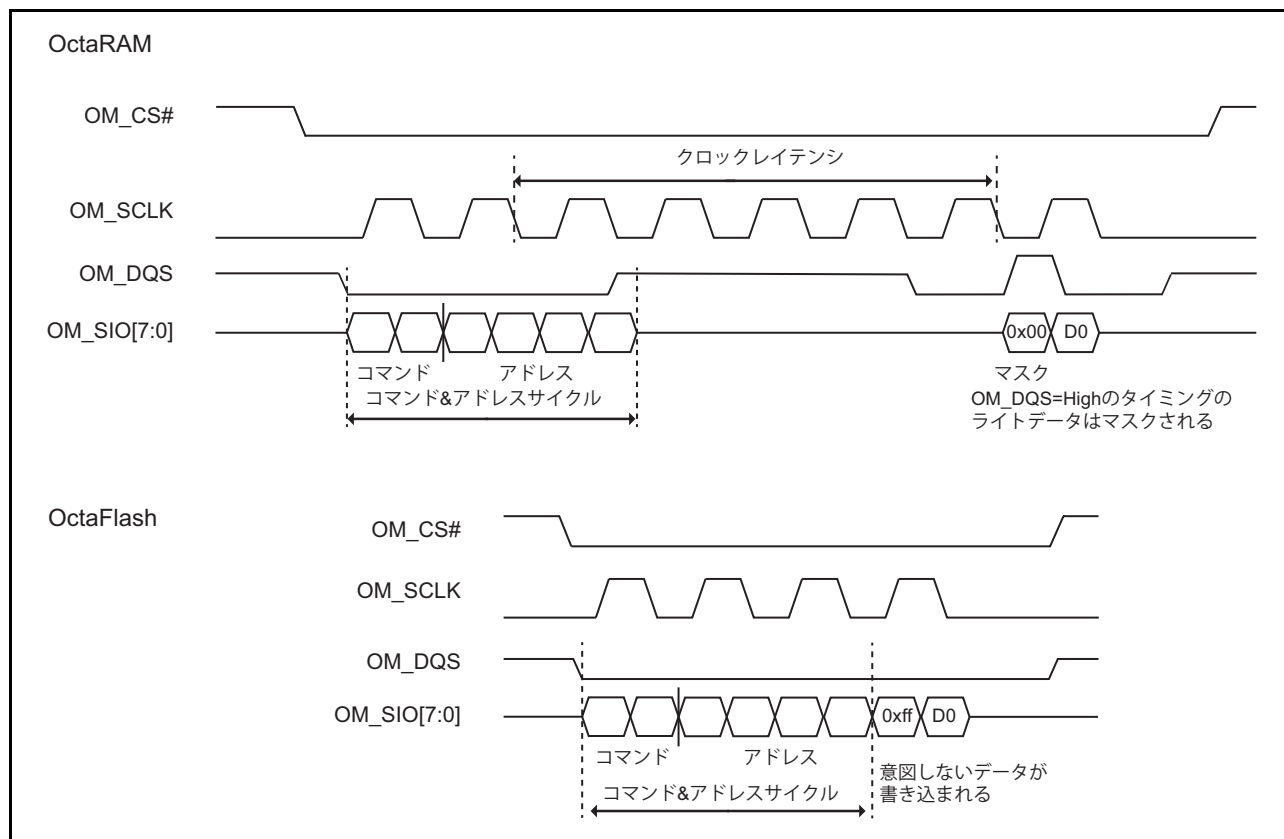 OctaRAM
OM_CS#
クロックレイテンシ
OM_SCLK
OM_DQS
OM_SIO[7:0]
0x00 D0
コマンド アドレス マスク
コマンド&アドレスサイクル
OM_DQS=Highのタイミングの
ライトデータはマスクされる
OctaFlash
OM_CS#
OM_SCLK
OM_DQS
OM_SIO[7:0]
0xff D0
コマンド アドレス
コマンド&アドレスサイクル
意図しないデータが
書き込まれる